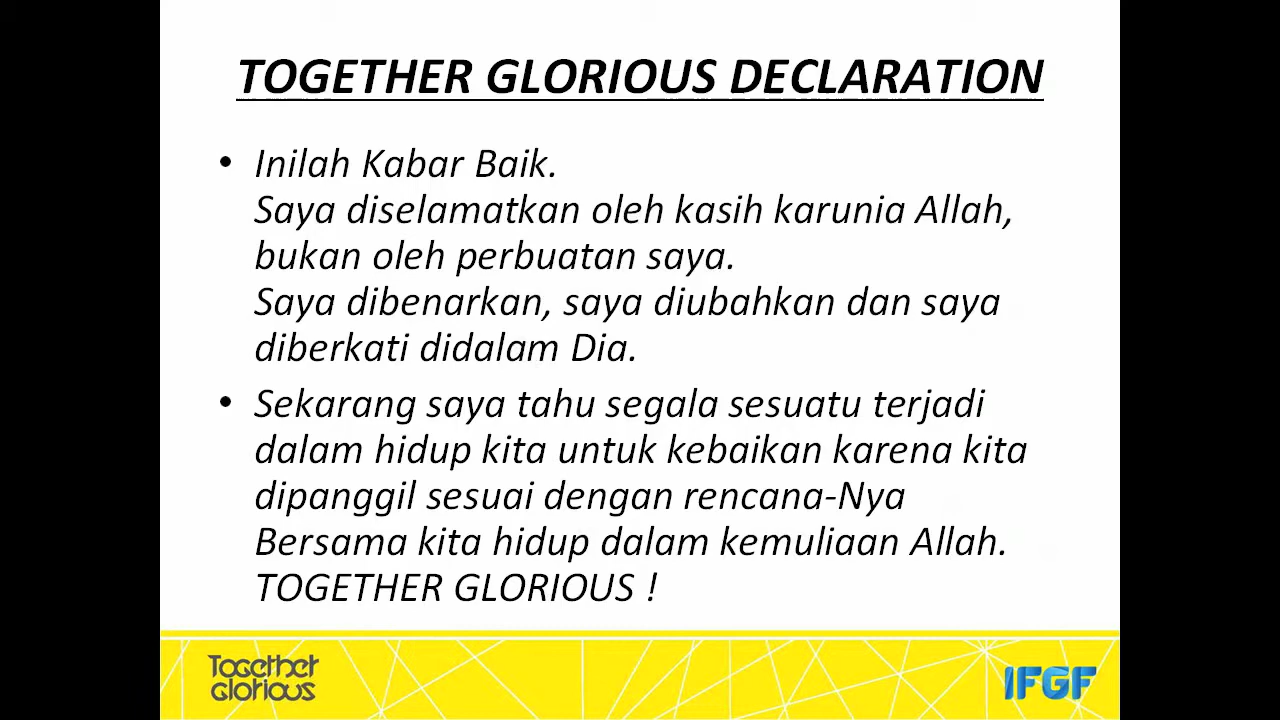 TOGETHER GLORIOUS DECLARATION
• Inilah Kabar Baik.
Saya diselamatkan oleh kasih karunia Allah,
bukan oleh perbuatan saya.
Saya dibenarkan, saya diubahkan dan saya
diberkati didalam Dia.
• Sekarang saya tahu segala sesuatu terjadi
dalam hidup kita untuk kebaikan karena kita
dipanggil sesuai dengan rencana-Nya
Bersama kita hidup dalam kemuliaan Allah.
TOGETHER GLORIOUS !
Together
Glorious
IFGF